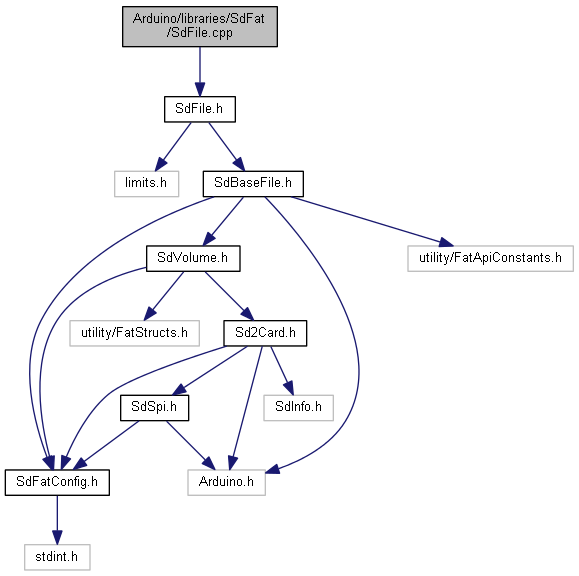 Arduino/libraries/SdFat
/SdFile.cpp
SdFile.h
limits.h
SdBaseFile.h
SdVolume.h
utility/FatApiConstants.h
utility/FatStructs.h
Sd2Card.h
SdSpi.h
SdInfo.h
SdFatConfig.h
Arduino.h
stdint.h